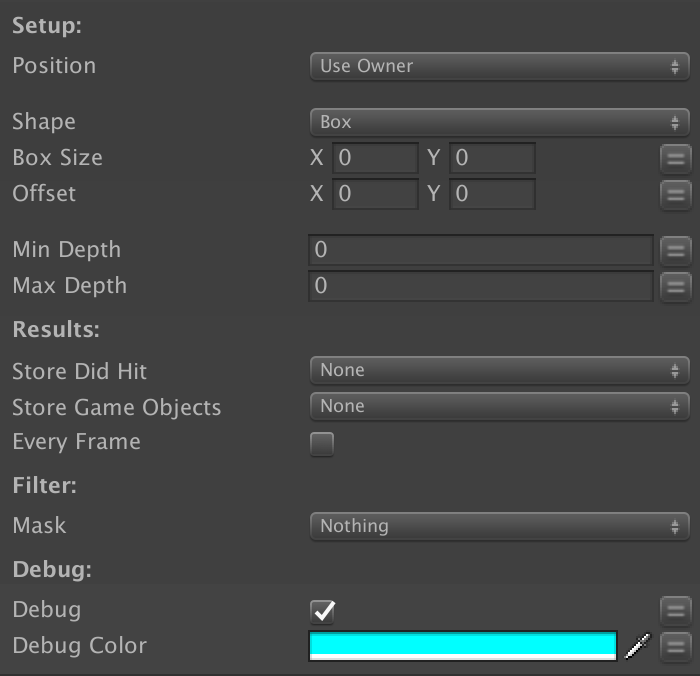 Setup:
Position Use Owner
Shape Box
Box Size X 0 Y 0
Offset X 0 Y 0
Min Depth 0
Max Depth 0
Results:
Store Did Hit None
Store Game Objects None
Every Frame
Filter:
Mask Nothing
Debug:
Debug
Debug Color